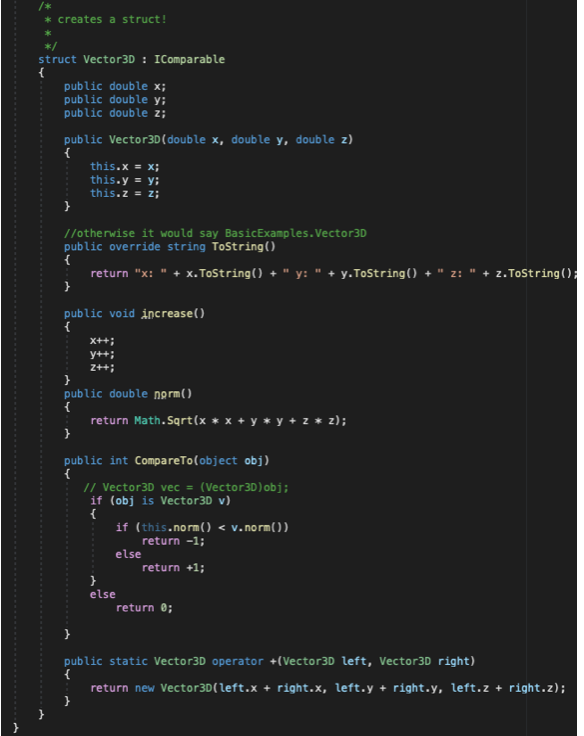 /*
 * creates a struct!
 *
 */
struct Vector3D : IComparable
{
    public double x;
    public double y;
    public double z;

    public Vector3D(double x, double y, double z)
    {
        this.x = x;
        this.y = y;
        this.z = z;
    }

    //otherwise it would say BasicExamples.Vector3D
    public override string ToString()
    {
        return "x: " + x.ToString() + " y: " + y.ToString() + " z: " + z.ToString();
    }

    public void increase()
    {
        x++;
        y++;
        z++;
    }
    public double norm()
    {
        return Math.Sqrt(x * x + y * y + z * z);
    }

    public int CompareTo(object obj)
    {
       // Vector3D vec = (Vector3D)obj;
        if (obj is Vector3D v)
        {
            if (this.norm() < v.norm())
                return -1;
            else
                return +1;
        }
        else
            return 0;

    }

    public static Vector3D operator +(Vector3D left, Vector3D right)
    {
        return new Vector3D(left.x + right.x, left.y + right.y, left.z + right.z);
    }
}
}